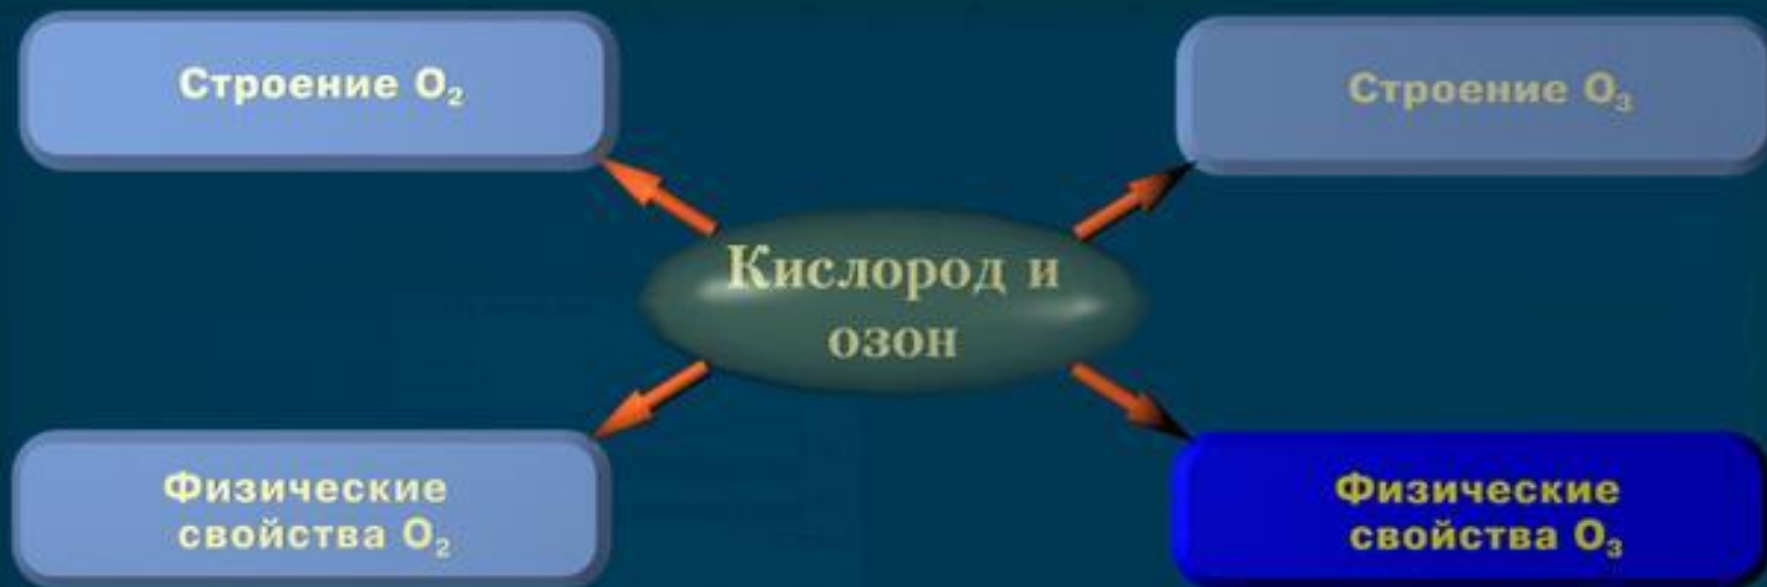 Строение O₂
Строение O₃
Кислород и
озон
Физические
свойства O₂
Физические
свойства O₃